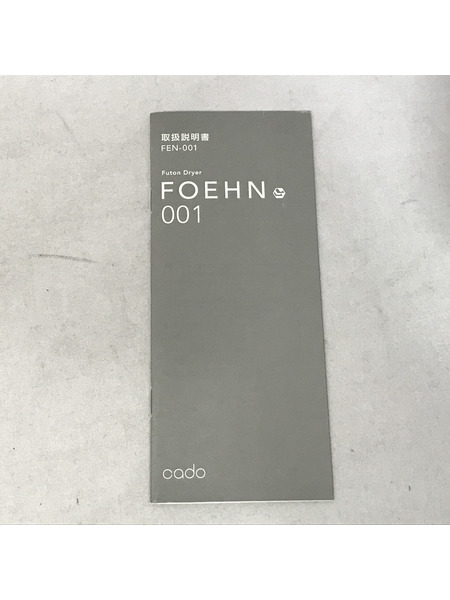 取扱説明書
FEN-001
Futon Dryer
FOEHN
001
cado